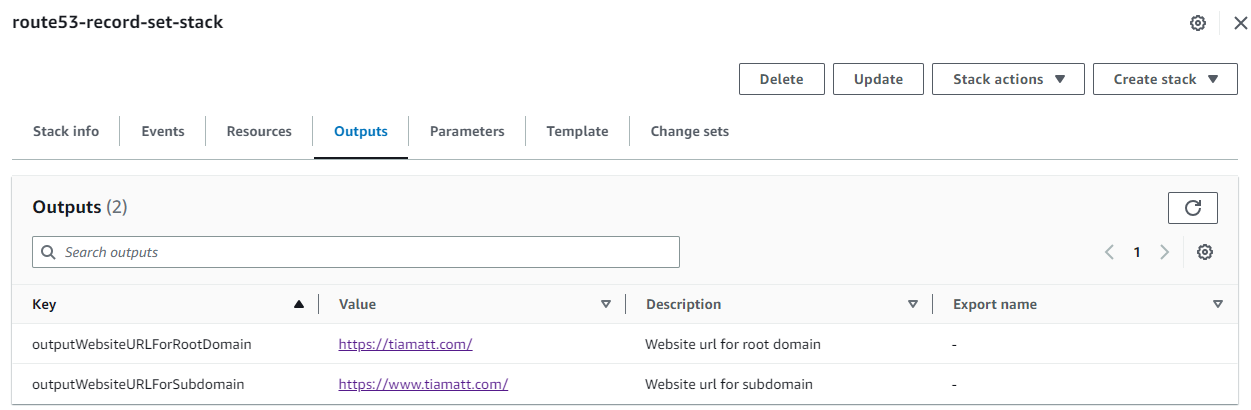 route53-record-set-stack
Delete Update Stack actions Create stack
Stack info Events Resources Outputs Parameters Template Change sets
Outputs (2)
Search outputs
1
Key Value Description Export name
outputWebsiteURLForRootDomain https://tiamatt.com/ Website url for root domain -
outputWebsiteURLForSubdomain https://www.tiamatt.com/ Website url for subdomain -